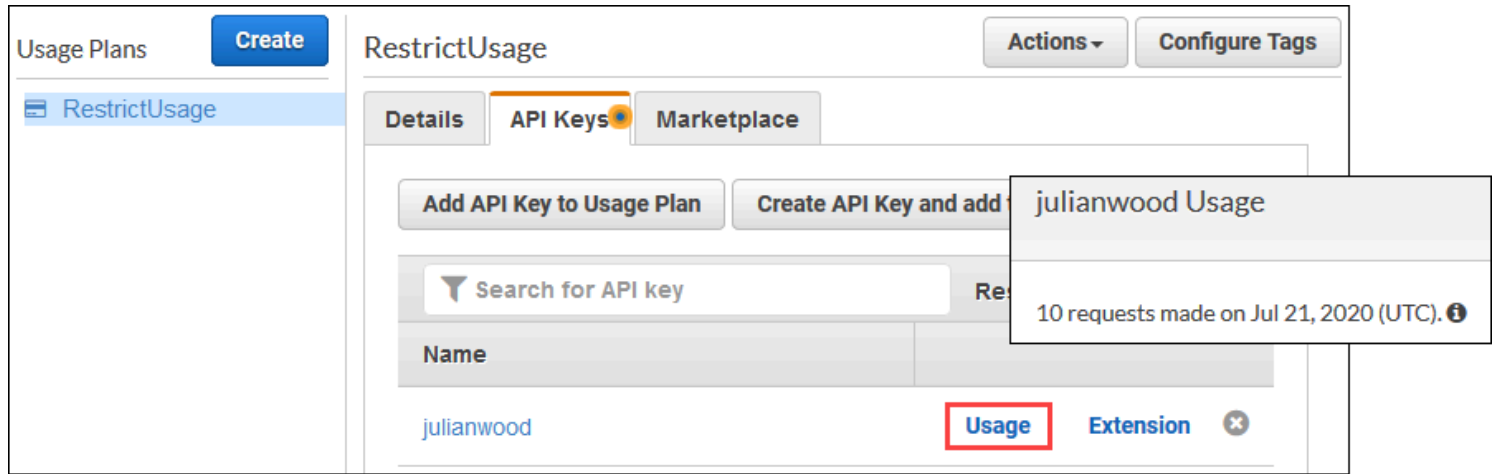 Usage Plans
Create
RestrictUsage
Actions
Configure Tags
RestrictUsage
Details
API Keys
Marketplace
Add API Key to Usage Plan
Create API Key and add
julianwood Usage
Search for API key
10 requests made on Jul 21, 2020 (UTC).
Name
julianwood
Usage
Extension